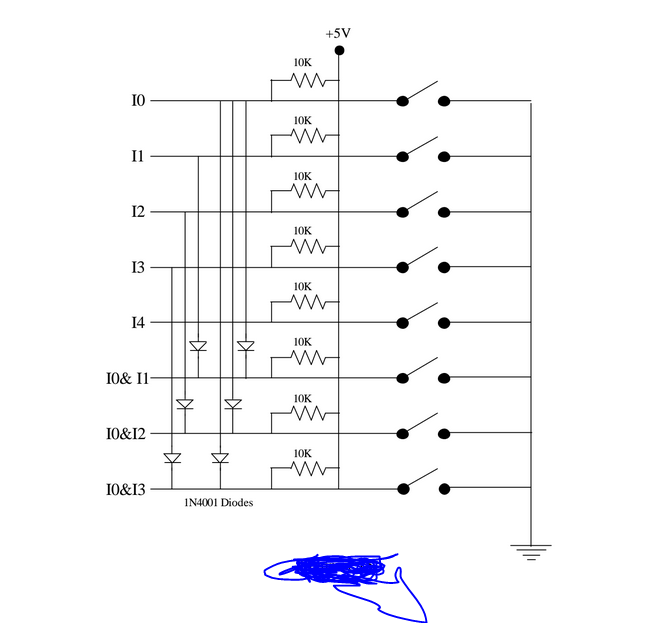 +5V
10K
I0
10K
I1
10K
I2
10K
I3
10K
I4
10K
I0& I1
10K
I0&I2
10K
I0&I3
1N4001 Diodes